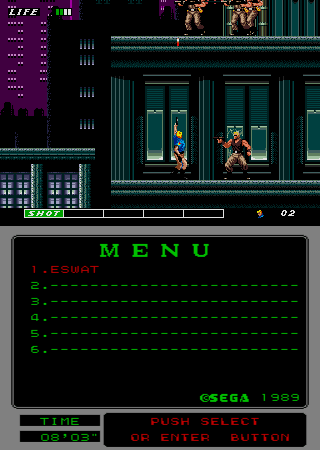 LIFE
SHOT
02
MENU
1.ESWAT
2.
3.
4.
5.
6.
©SEGA 1989
TIME
08'03"
PUSH SELECT
OR ENTER BUTTON